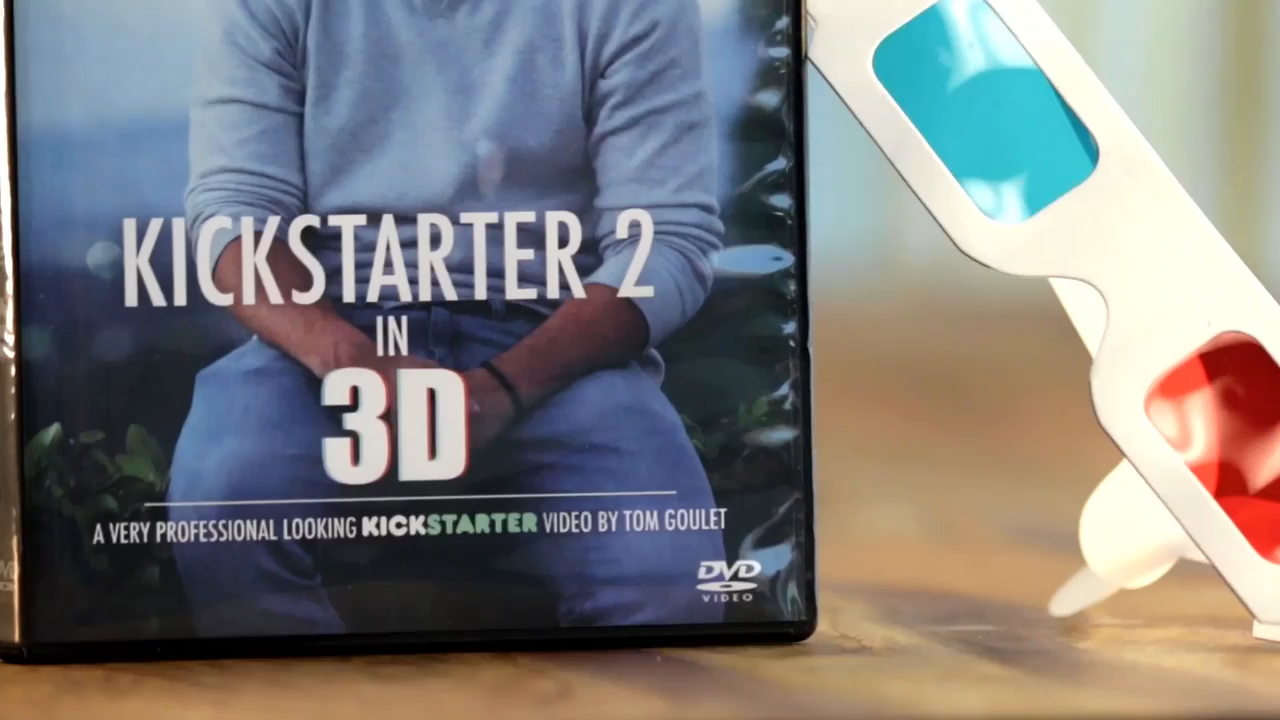 KICKSTARTER 2
IN
3D
A VERY PROFESSIONAL LOOKING KICKSTARTER VIDEO BY TOM GOULET
DVD
VIDEO